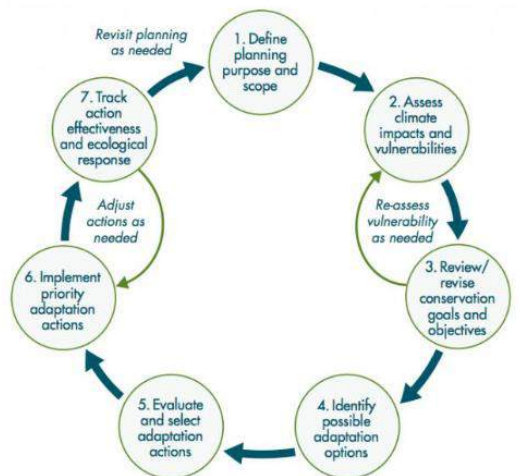 Revisit planning
as needed
1. Define
planning
purpose and
scope
2. Assess
climate
impacts and
vulnerabilities
Re-assess
vulnerability
as needed
3. Review/
revise
conservation
goals and
objectives
4. Identify
possible
adaptation
options
5. Evaluate
and select
adaptation
actions
6. Implement
priority
adaptation
actions
7. Track
action
effectiveness
and ecological
response
Adjust
actions as
needed